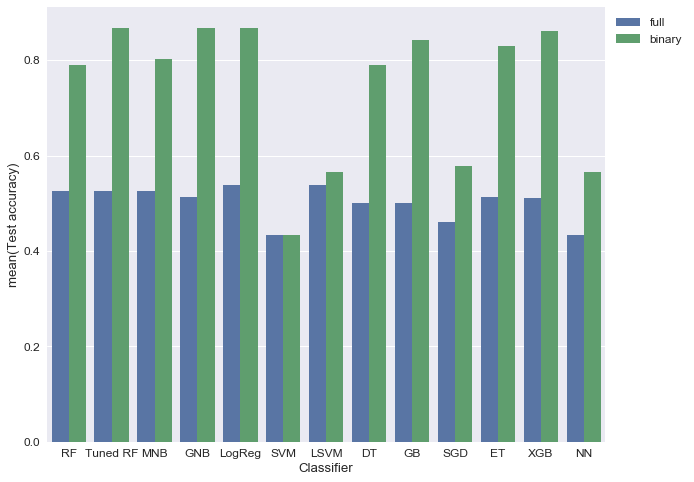 full
binary
0.8
0.6
0.4
0.2
0.0
mean(Test accuracy)
RF Tuned RF MNB GNB LogReg SVM LSVM DT GB SGD ET XGB NN
Classifier